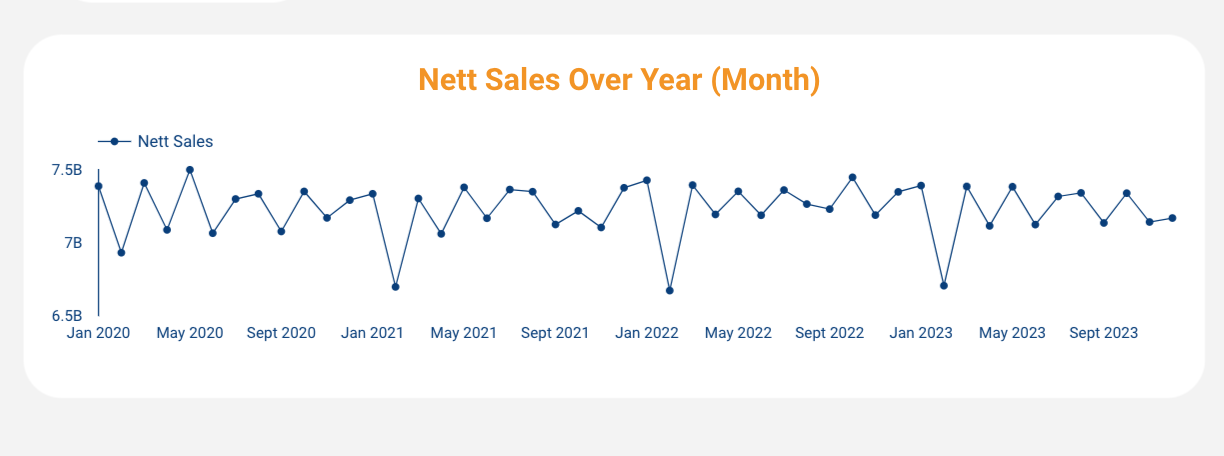 Nett Sales Over Year (Month)
Nett Sales
7.5B
7B
6.5B
Jan 2020 May 2020 Sept 2020 Jan 2021 May 2021 Sept 2021 Jan 2022 May 2022 Sept 2022 Jan 2023 May 2023 Sept 2023